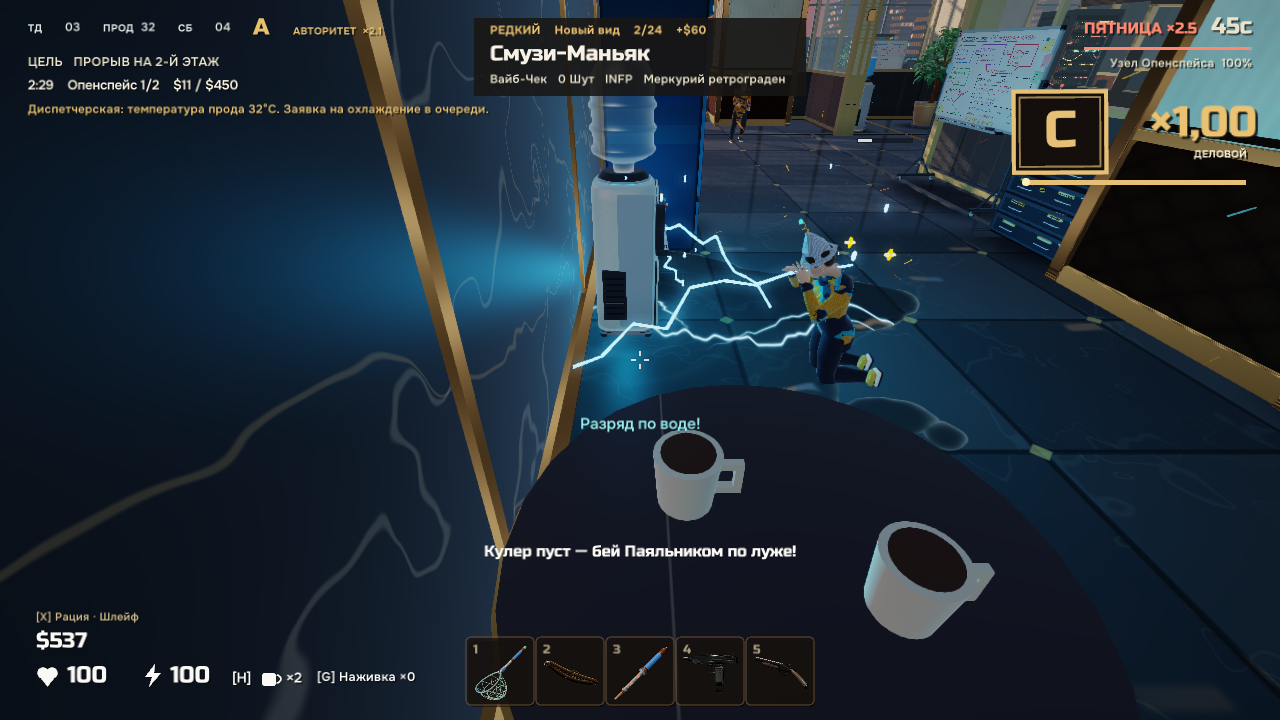 ТД 03 ПРОД 32 СБ 04 A АВТОРИТЕТ ×2.1
ЦЕЛЬ ПРОРЫВ НА 2-Й ЭТАЖ
2:29 Опенспейс 1/2 $11 / $450
Диспетчерская: температура прода 32°C. Заявка на охлаждение в очереди.
РЕДКИЙ Новый вид 2/24 +$60
Смузи-Маньяк
Вайб-Чек 0 Шут INFP Меркурий ретрограден
ПЯТНИЦА ×2.5 45с
Узел Опенспейса 100%
C ×1,00
ДЕЛОВОЙ
Разряд по воде!
Кулер пуст — бей Паяльником по луже!
[X] Рация · Шлейф
$537
100 100 [H] ×2 [G] Наживка ×0
1 2 3 4 5